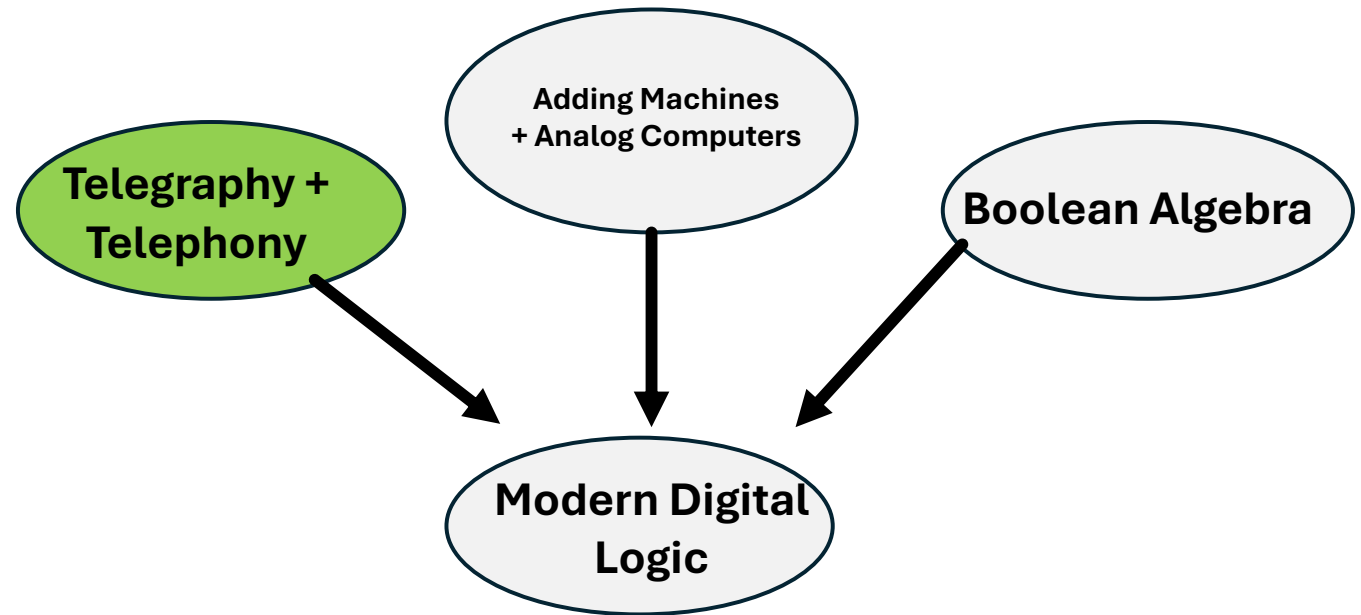 Adding Machines
+ Analog Computers
Telegraphy +
Telephony
Boolean Algebra
Modern Digital
Logic